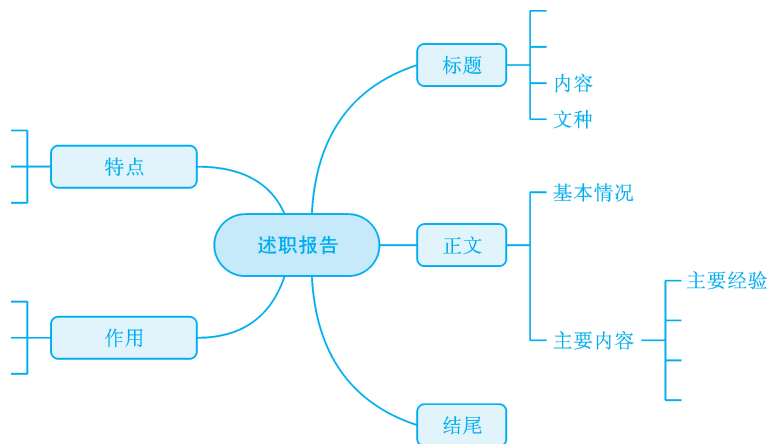 述职报告
标题
内容
文种
正文
基本情况
主要内容
主要经验
结尾
特点
作用